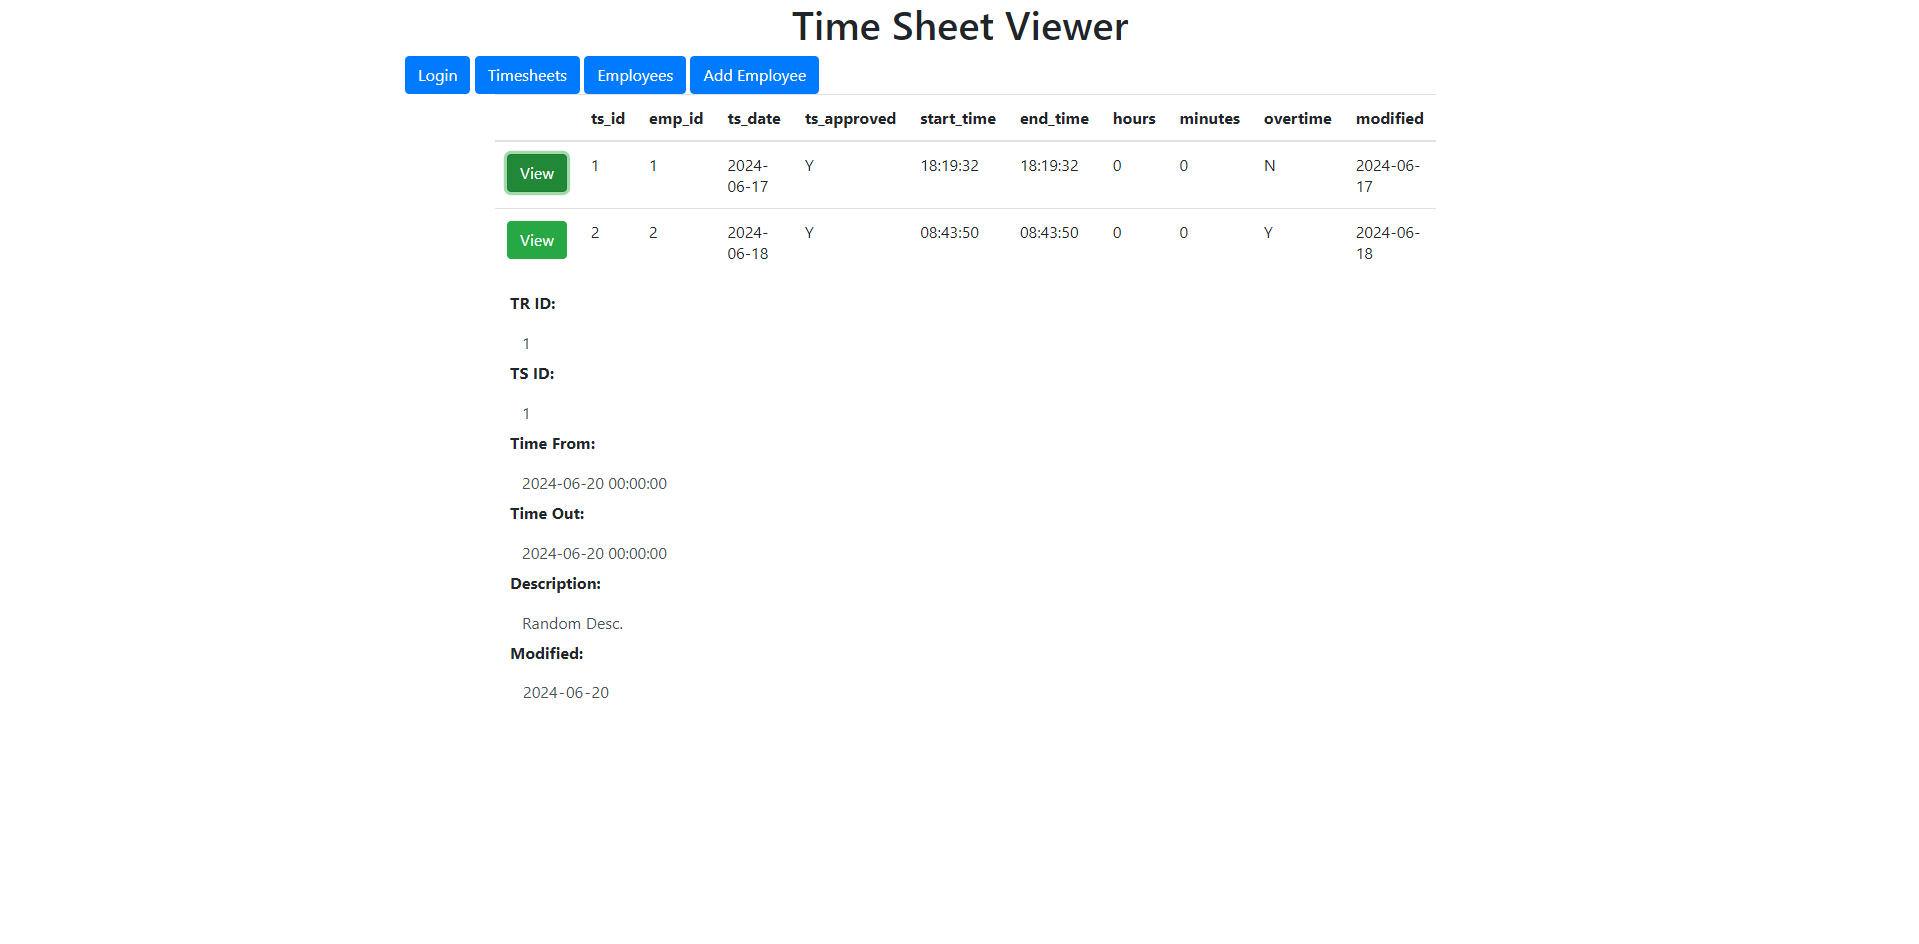 Time Sheet Viewer
Login Timesheets Employees Add Employee
ts_id emp_id ts_date ts_approved start_time end_time hours minutes overtime modified
View 1 1 2024- Y 18:19:32 18:19:32 0 0 N 2024-06-
06-17 17
View 2 2 2024- Y 08:43:50 08:43:50 0 0 Y 2024-06-
06-18 18
TR ID:
1
TS ID:
1
Time From:
2024-06-20 00:00:00
Time Out:
2024-06-20 00:00:00
Description:
Random Desc.
Modified:
2024-06-20